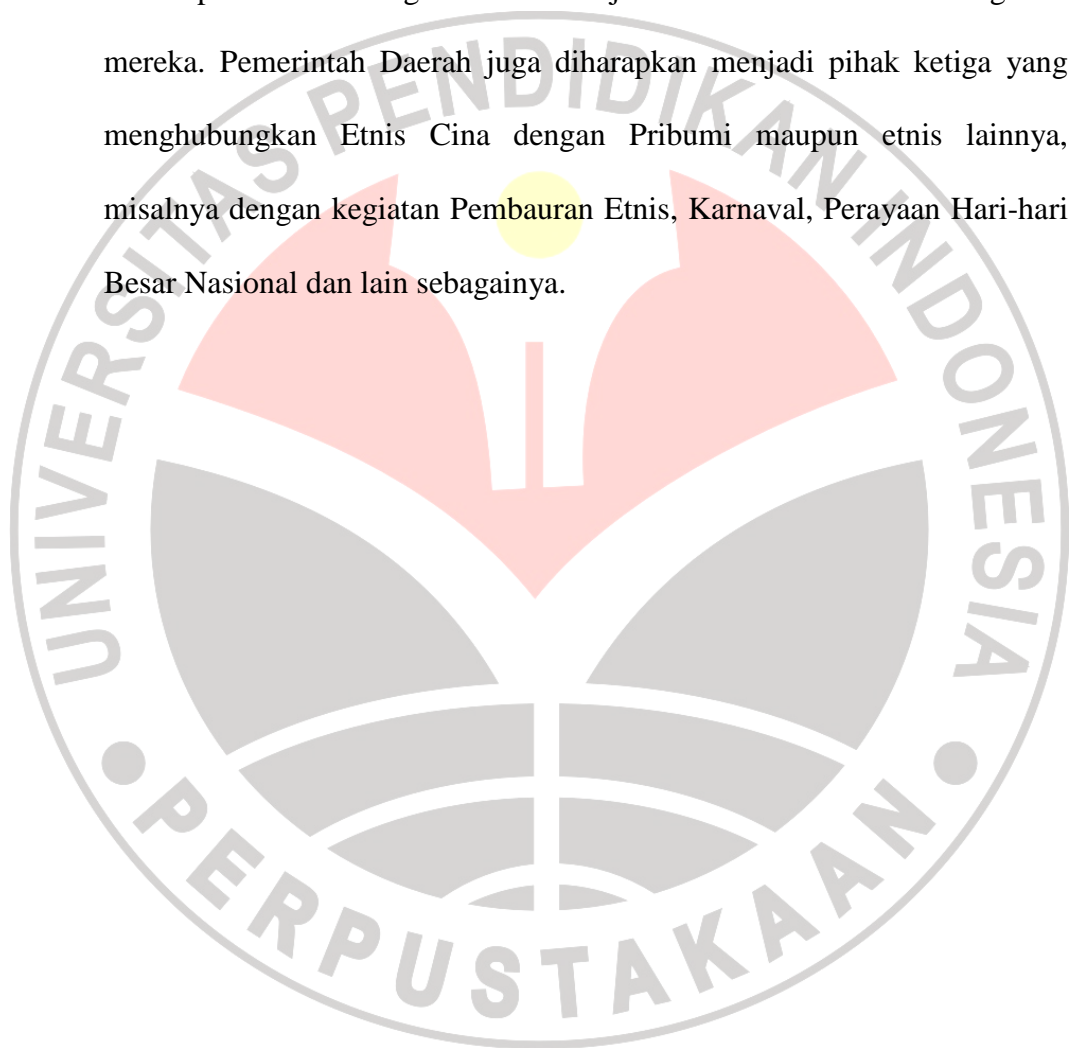 mereka. Pemerintah Daerah juga diharapkan menjadi pihak ketiga yang
menghubungkan Etnis Cina dengan Pribumi maupun etnis lainnya,
misalnya dengan kegiatan Pembauran Etnis, Karnaval, Perayaan Hari-hari
Besar Nasional dan lain sebagainya.
UNIVERSITAS PENDIDIKAN INDONESIA
PERPUSTAKAAN